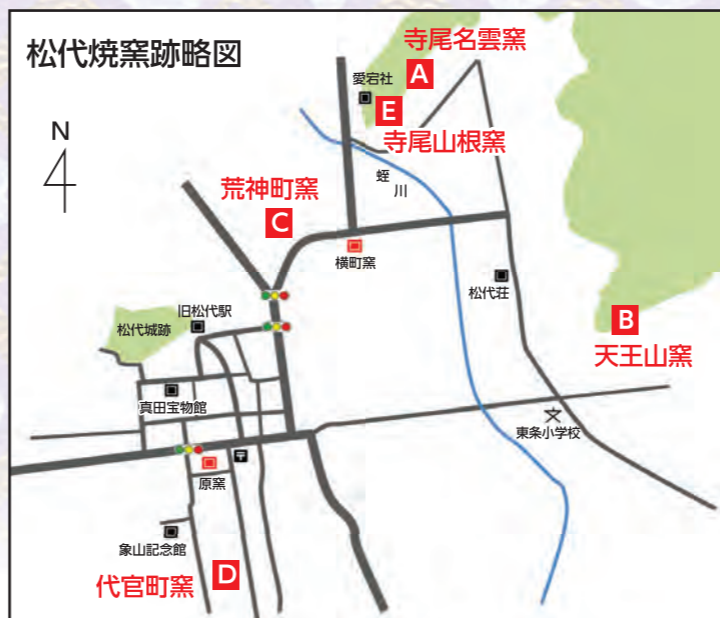 松代焼窯跡略図
寺尾名雲窯
A
愛宕社
E
寺尾山根窯
N
蛭川
荒神町窯
C
横町窯
松代荘
旧松代駅
松代城跡
B
天王山窯
真田宝物館
文
東条小学校
〒
原窯
象山記念館
代官町窯
D